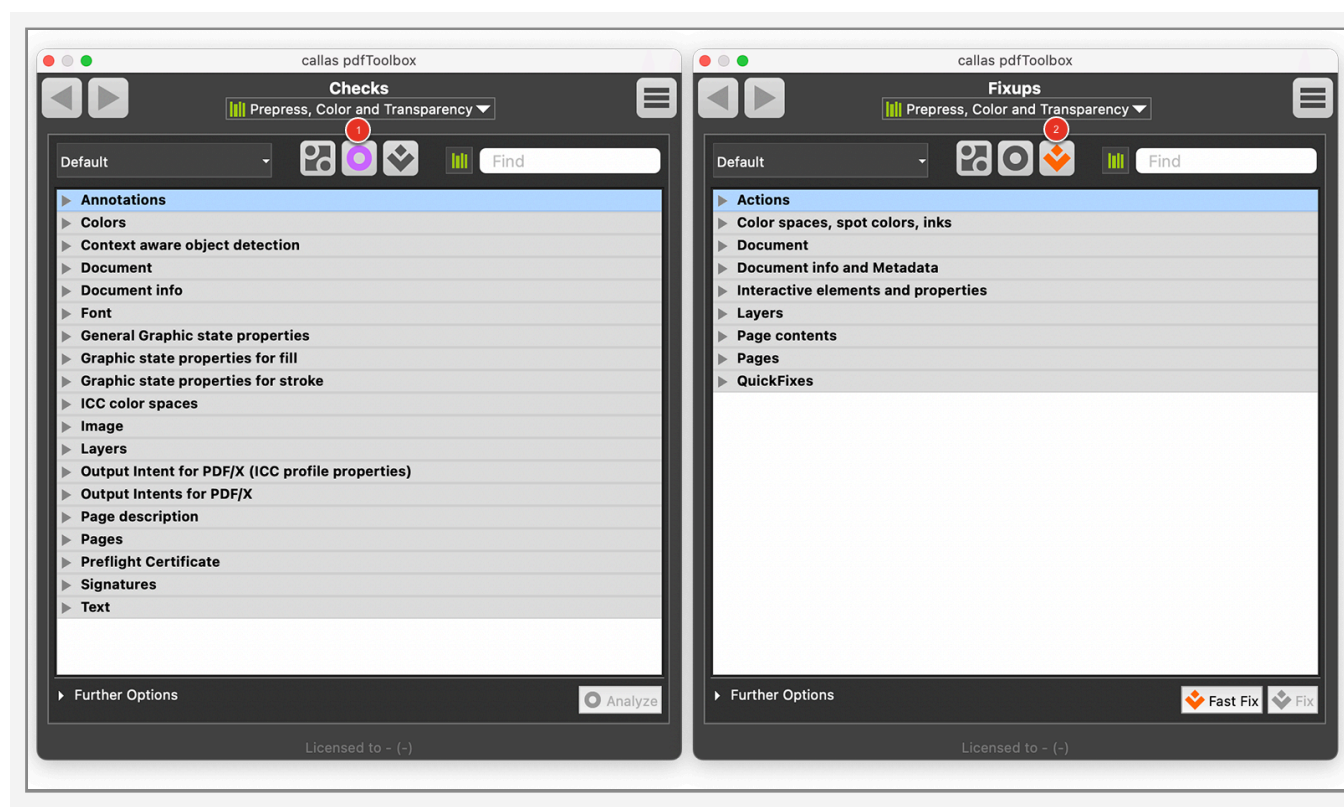 callas pdfToolbox
Checks
Prepress, Color and Transparency
1
Default
Find
Annotations
Colors
Context aware object detection
Document
Document info
Font
General Graphic state properties
Graphic state properties for fill
Graphic state properties for stroke
ICC color spaces
Image
Layers
Output Intent for PDF/X (ICC profile properties)
Output Intents for PDF/X
Page description
Pages
Preflight Certificate
Signatures
Text
Further Options
Analyze
Licensed to - (-)
callas pdfToolbox
Fixups
Prepress, Color and Transparency
2
Default
Find
Actions
Color spaces, spot colors, inks
Document
Document info and Metadata
Interactive elements and properties
Layers
Page contents
Pages
QuickFixes
Further Options
Fast Fix
Fix
Licensed to - (-)